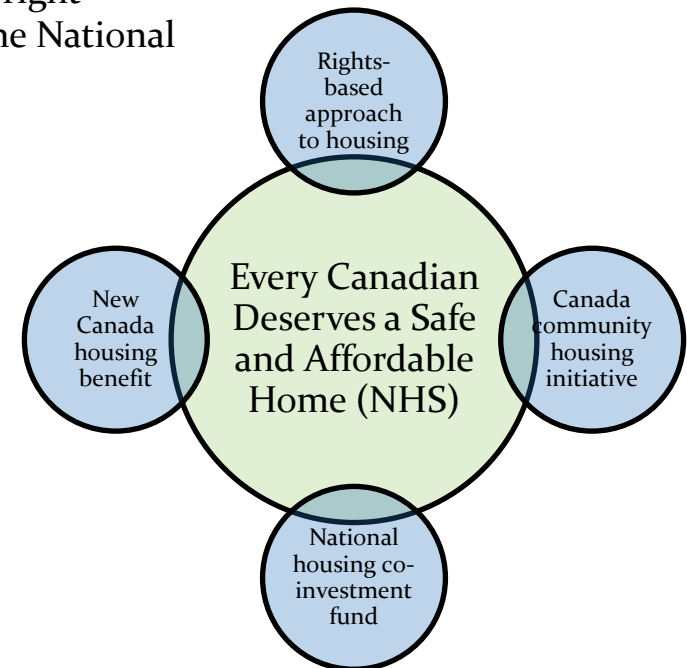 right
ne National
Rights-
based
approach
to housing
Every Canadian
Deserves a Safe
and Affordable
Home (NHS)
New
Canada
housing
benefit
Canada
community
housing
initiative
National
housing co-
investment
fund